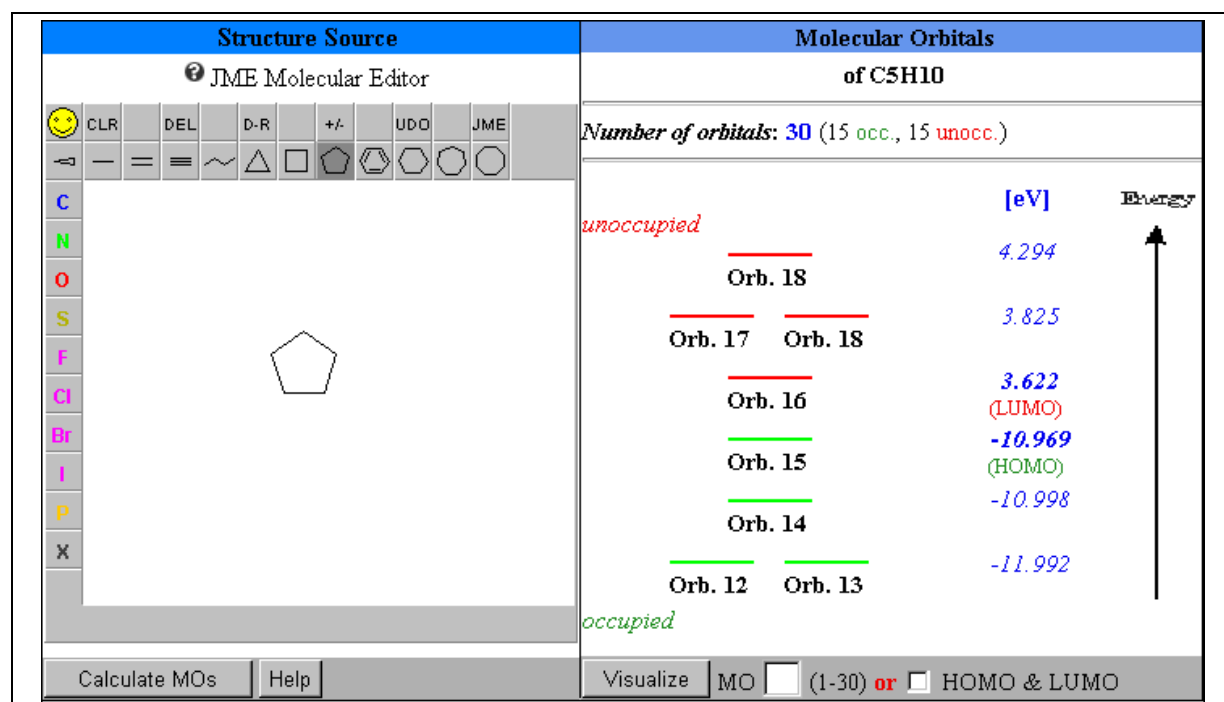 Structure Source
JME Molecular Editor
CLR DEL D-R +/- UDO JME
C
N
O
S
F
Cl
Br
I
P
X
Calculate MOs Help
Molecular Orbitals
of C5H10
Number of orbitals: 30 (15 occ., 15 unocc.)
[eV] Energy
unoccupied
4.294
Orb. 18
3.825
Orb. 17 Orb. 18
3.622
Orb. 16 (LUMO)
-10.969
Orb. 15 (HOMO)
-10.998
Orb. 14
-11.992
Orb. 12 Orb. 13
occupied
Visualize MO (1-30) or HOMO & LUMO